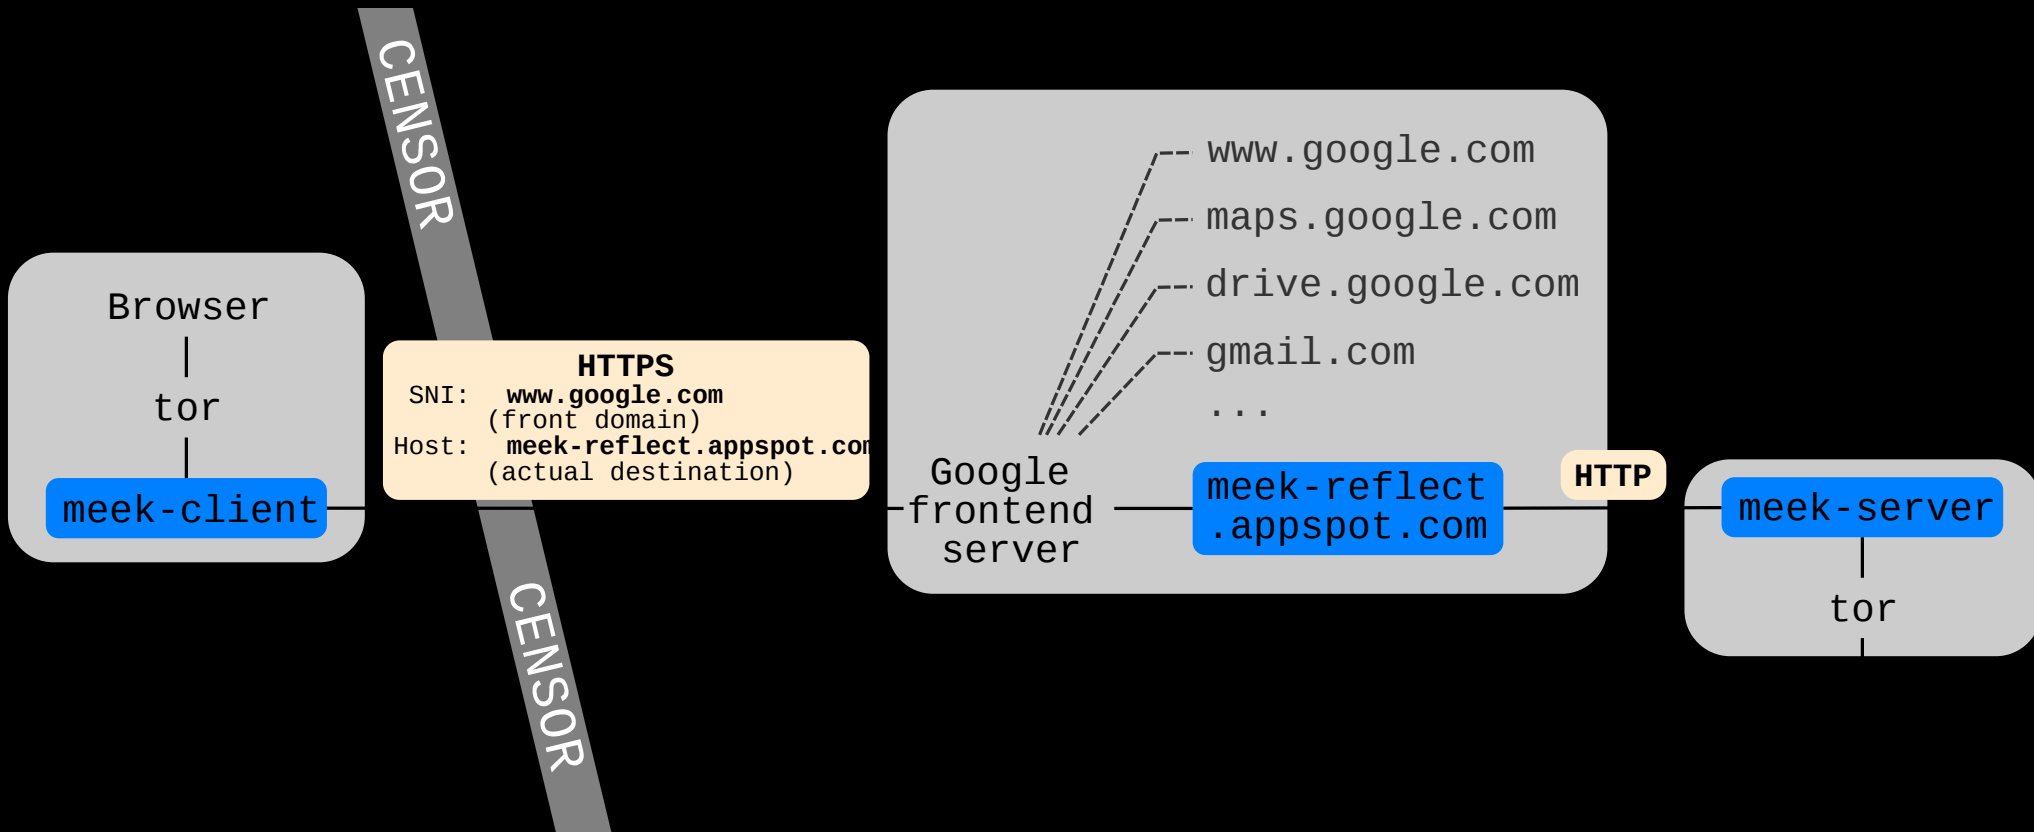 CENSOR
Browser
tor
meek-client
HTTPS
SNI: www.google.com
(front domain)
Host: meek-reflect.appspot.com
(actual destination)
CENSOR
www.google.com
maps.google.com
drive.google.com
gmail.com
...
Google
frontend
server
meek-reflect
.appspot.com
HTTP
meek-server
tor